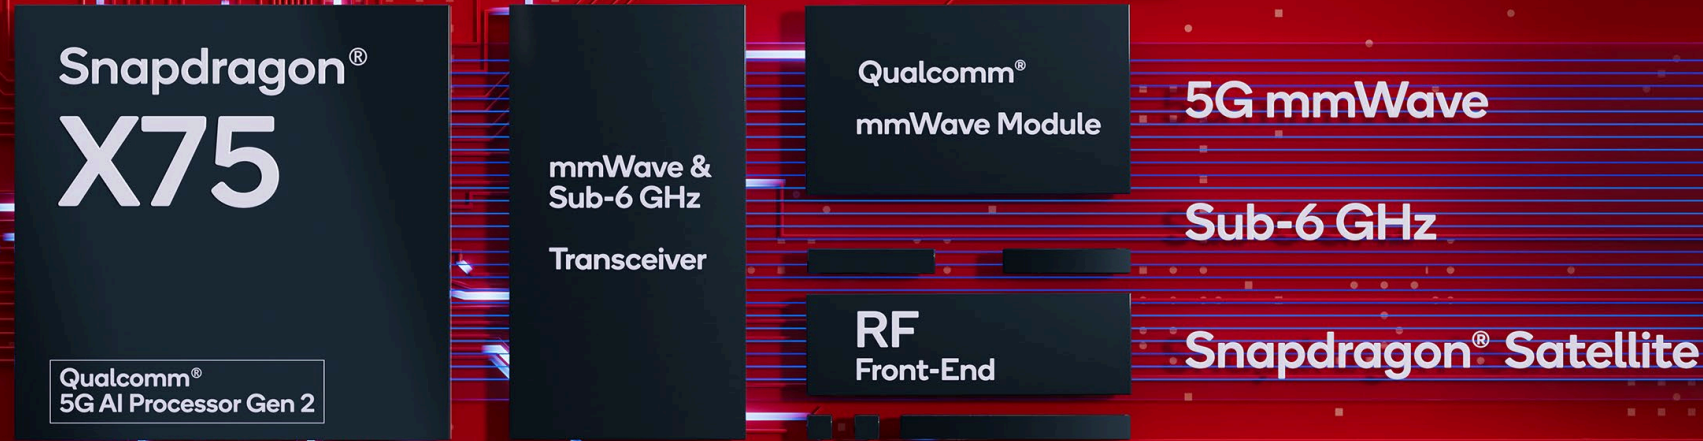 Snapdragon®
X75
Qualcomm®
5G AI Processor Gen 2
mmWave &
Sub-6 GHz
Transceiver
Qualcomm®
mmWave Module
RF
Front-End
5G mmWave
Sub-6 GHz
Snapdragon® Satellite